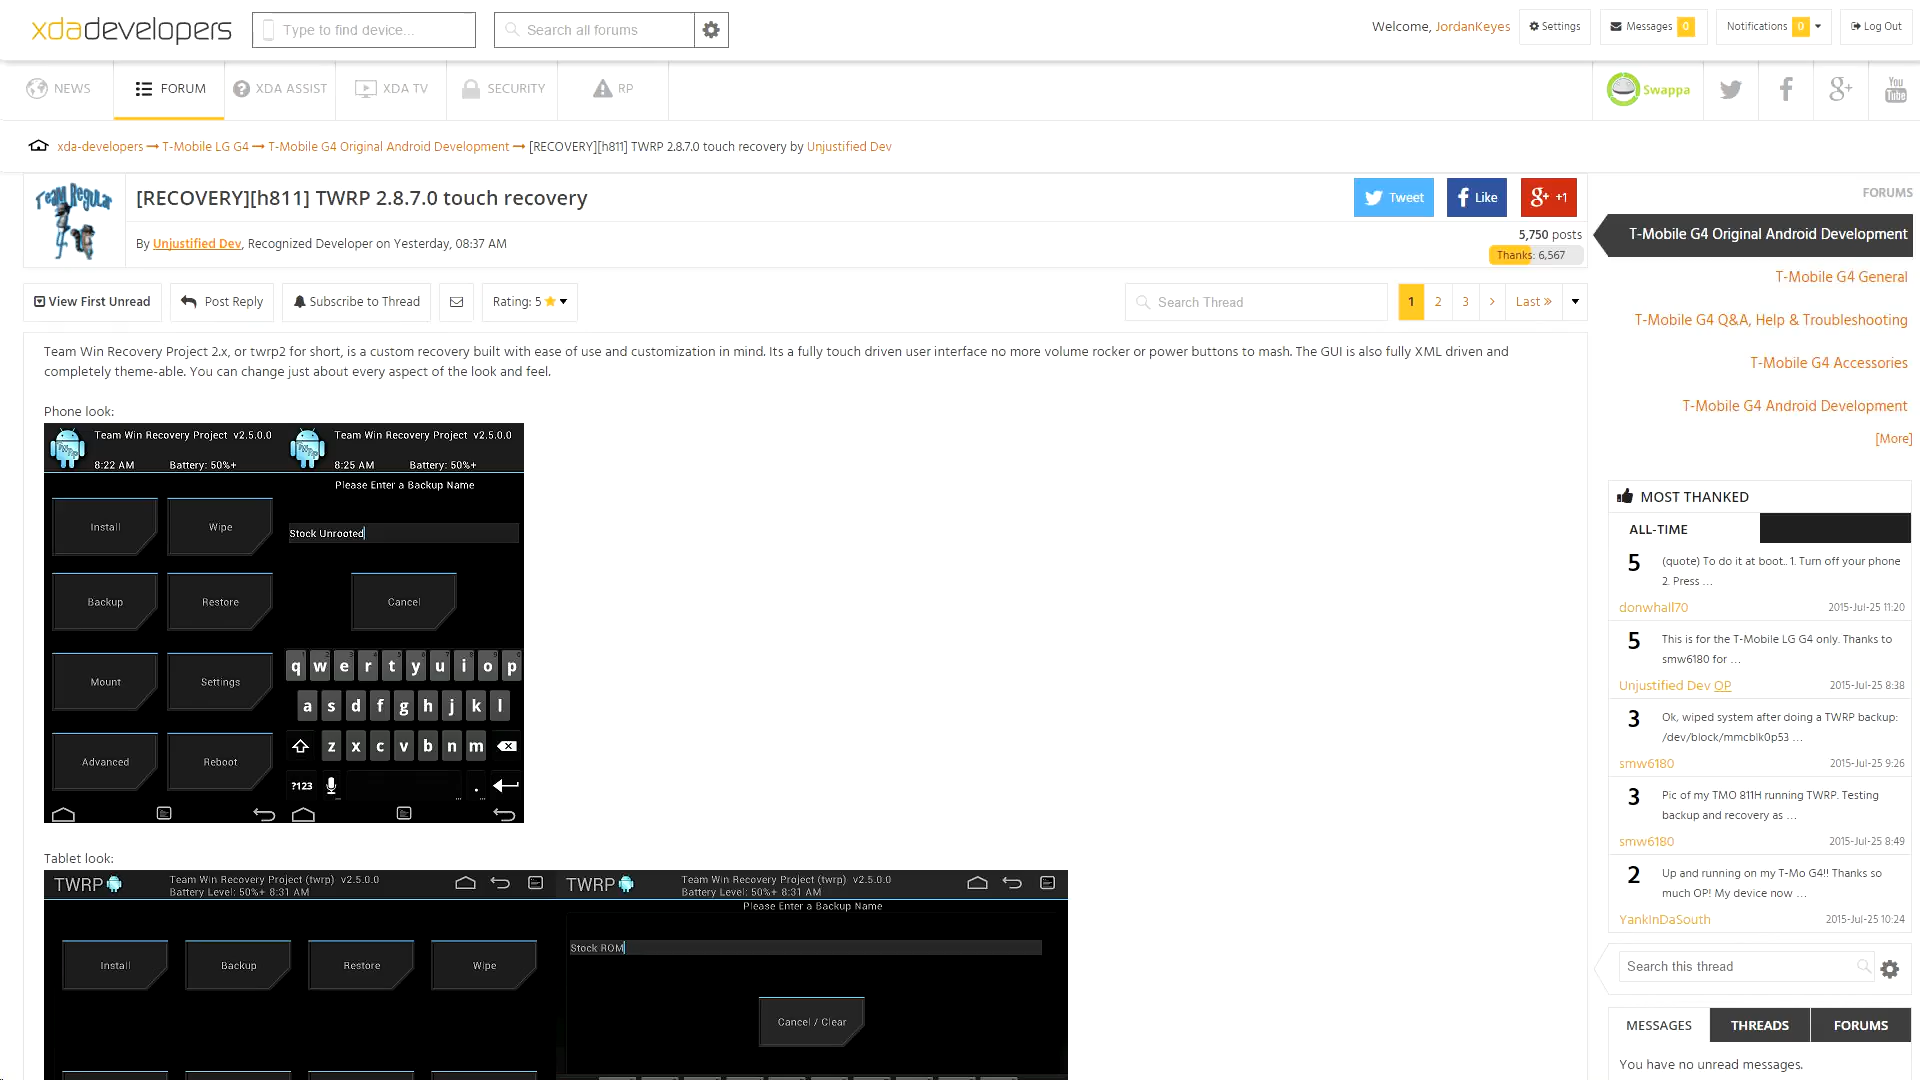 xdadevelopers
Type to find device...
Search all forums
Welcome, JordanKeyes
Settings
Messages 0
Notifications 0
Log Out
NEWS
FORUM
XDA ASSIST
XDA TV
SECURITY
RP
Swappa
You Tube
xda-developers → T-Mobile LG G4 → T-Mobile G4 Original Android Development → [RECOVERY][h811] TWRP 2.8.7.0 touch recovery by Unjustified Dev
Team Regular
[RECOVERY][h811] TWRP 2.8.7.0 touch recovery
Tweet
Like
g+ +1
By Unjustified Dev, Recognized Developer on Yesterday, 08:37 AM
5,750 posts
Thanks: 6,567
View First Unread
Post Reply
Subscribe to Thread
Rating: 5
Search Thread
1 2 3 > Last »
Team Win Recovery Project 2.x, or twrp2 for short, is a custom recovery built with ease of use and customization in mind. Its a fully touch driven user interface no more volume rocker or power buttons to mash. The GUI is also fully XML driven and
completely theme-able. You can change just about every aspect of the look and feel.
Phone look:
Team Win Recovery Project v2.5.0.0
8:22 AM Battery: 50%+
Install Wipe
Backup Restore
Mount Settings
Advanced Reboot
Team Win Recovery Project v2.5.0.0
8:25 AM Battery: 50%+
Please Enter a Backup Name
Stock Unrooted
Cancel
q w e r t y u i o p
a s d f g h j k l
z x c v b n m
?123 .
Tablet look:
TWRP
Team Win Recovery Project (twrp) v2.5.0.0
Battery Level: 50%+ 8:31 AM
Install Backup Restore Wipe
TWRP
Team Win Recovery Project (twrp) v2.5.0.0
Battery Level: 50%+ 8:31 AM
Please Enter a Backup Name
Stock ROM
Cancel / Clear
FORUMS
T-Mobile G4 Original Android Development
T-Mobile G4 General
T-Mobile G4 Q&A, Help & Troubleshooting
T-Mobile G4 Accessories
T-Mobile G4 Android Development
[More]
MOST THANKED
ALL-TIME
5 (quote) To do it at boot.. 1. Turn off your phone
2. Press ...
donwhall70 2015-Jul-25 11:20
5 This is for the T-Mobile LG G4 only. Thanks to
smw6180 for ...
Unjustified Dev OP 2015-Jul-25 8:38
3 Ok, wiped system after doing a TWRP backup:
/dev/block/mmcblk0p53 ...
smw6180 2015-Jul-25 9:26
3 Pic of my TMO 811H running TWRP. Testing
backup and recovery as ...
smw6180 2015-Jul-25 8:49
2 Up and running on my T-Mo G4!! Thanks so
much OP! My device now ...
YankInDaSouth 2015-Jul-25 10:24
Search this thread
MESSAGES THREADS FORUMS
You have no unread messages.